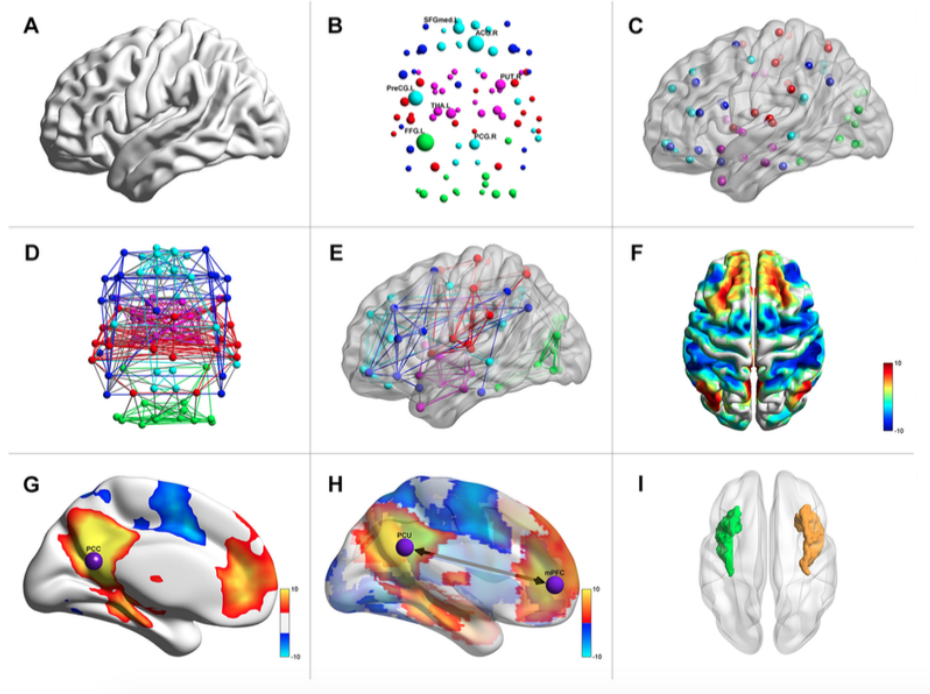 A
B
SFGmed.L
ACG.R
PUT.R
PreCG.L
THA.L
FFG.L
PCG.R
C
D
E
F
10
-10
G
PCC
10
-10
H
PCU
mPFC
10
-10
I